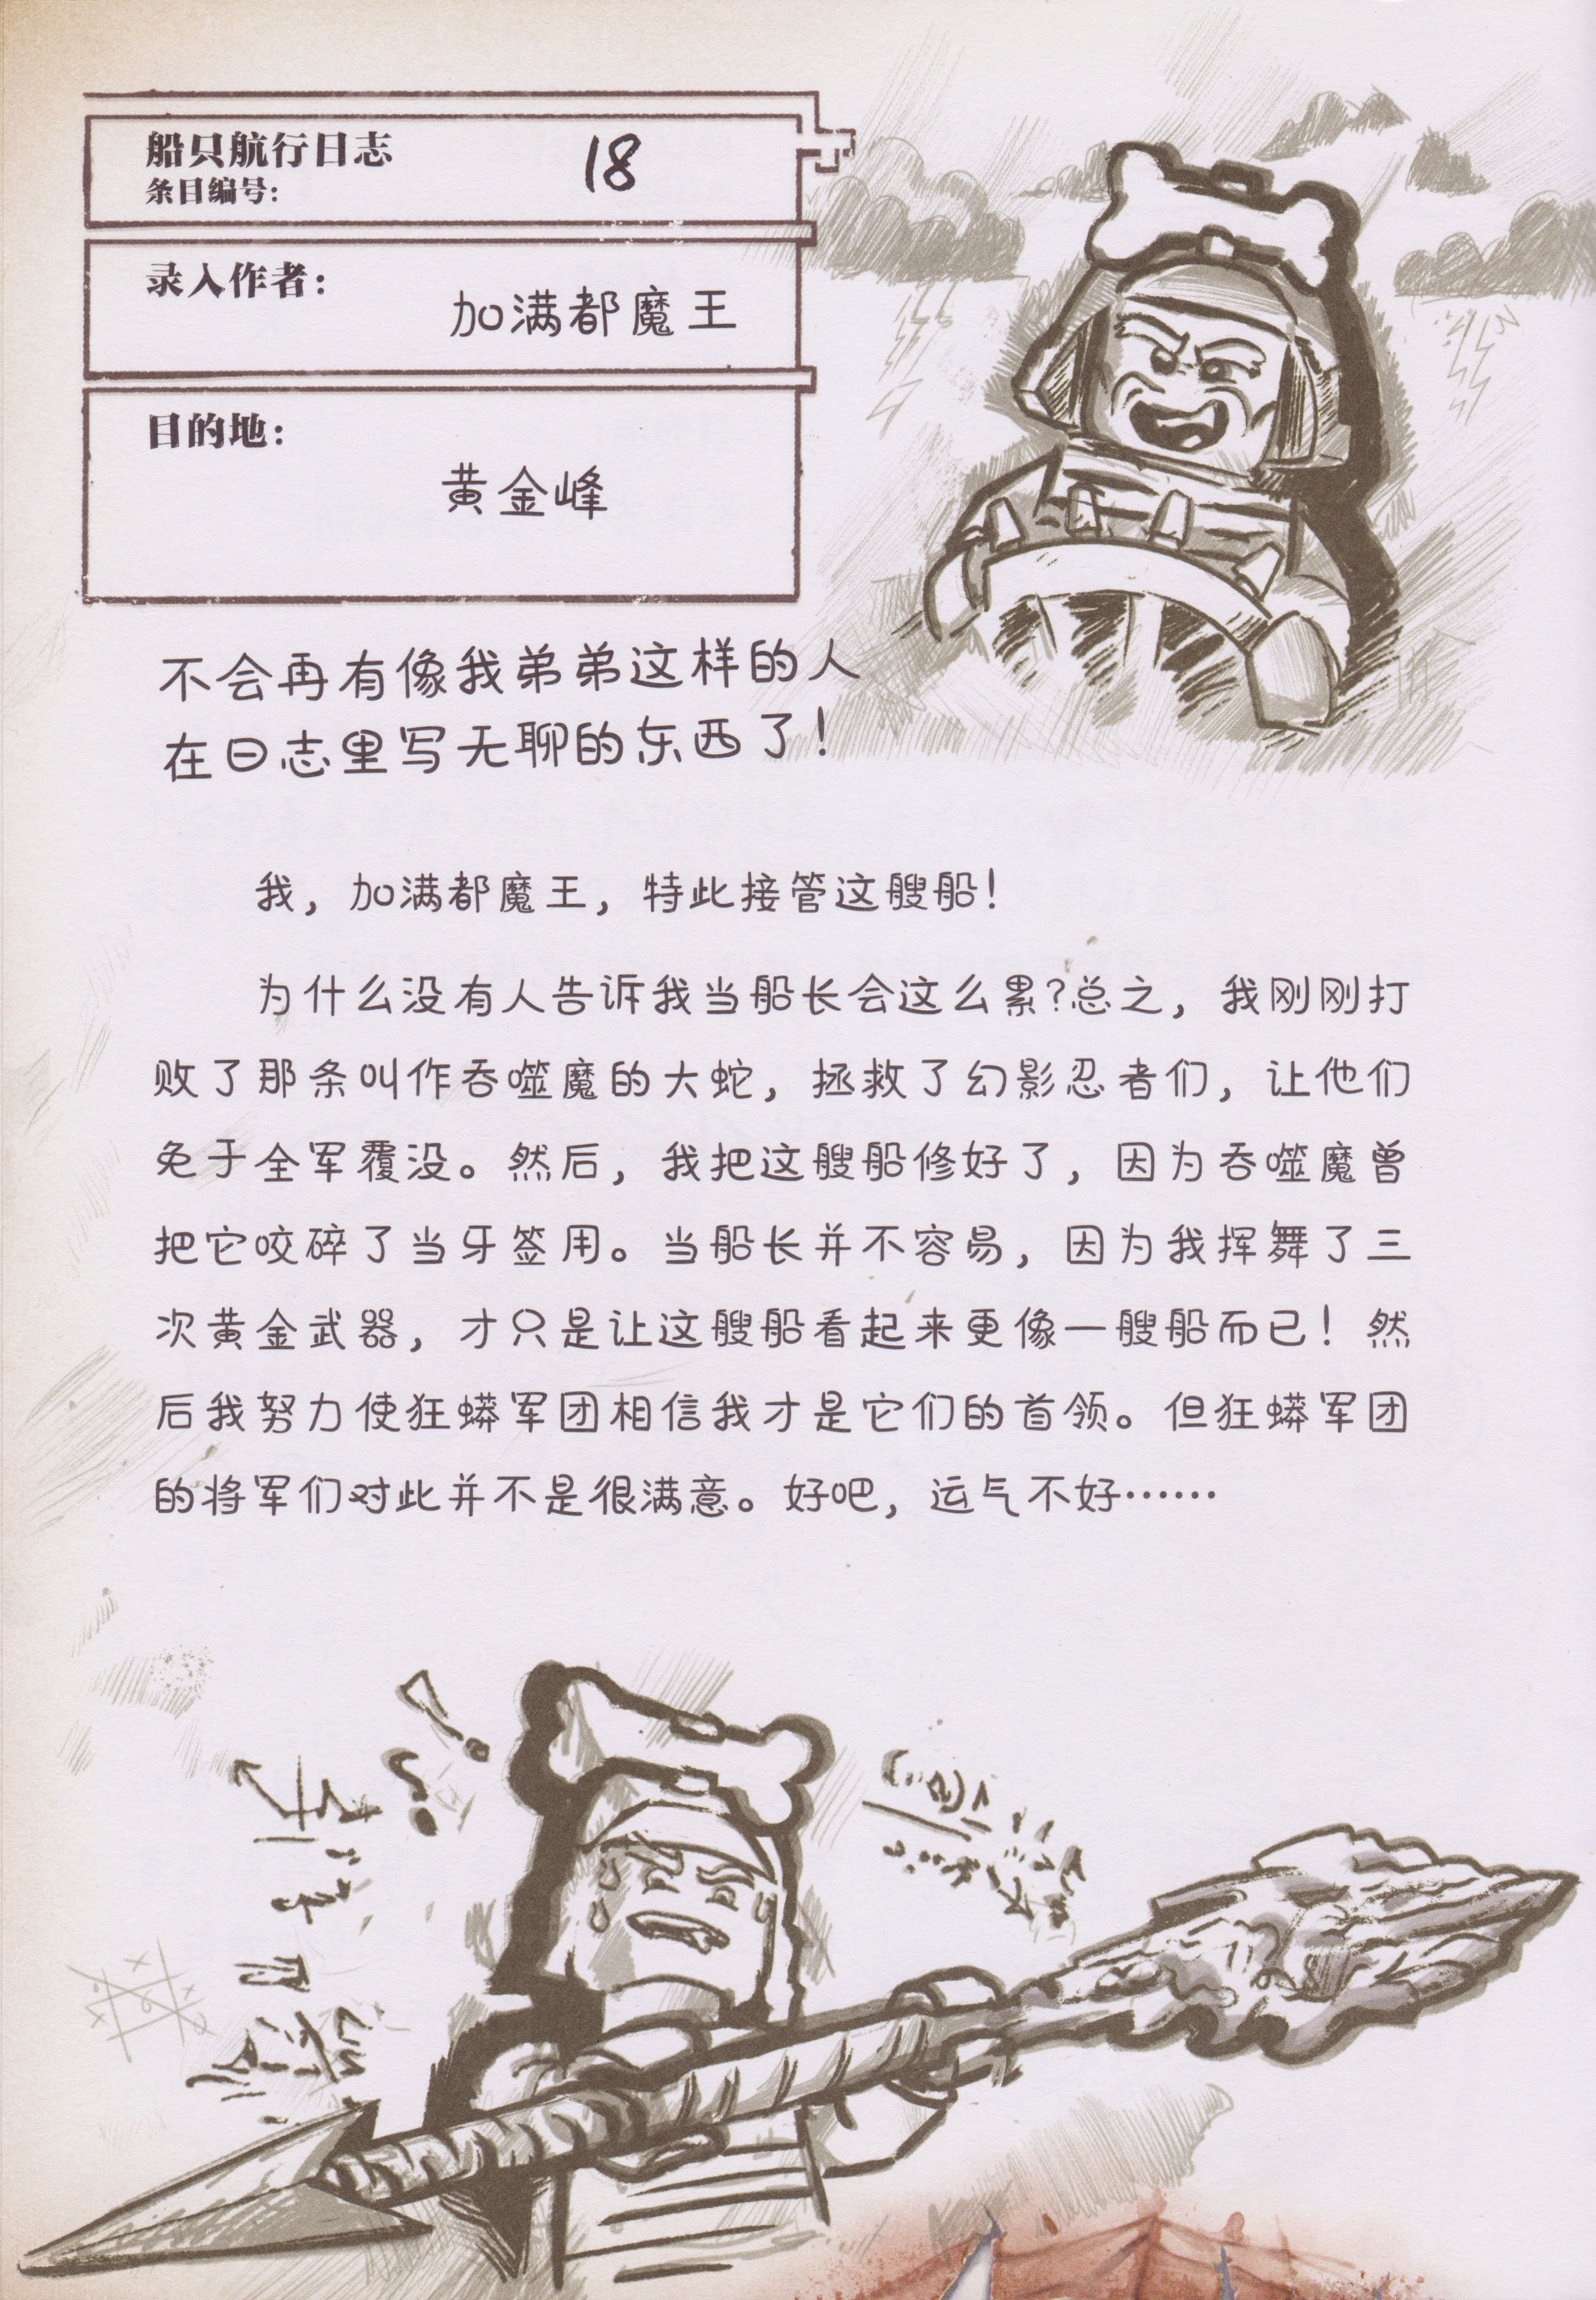 船只航行日志
条目编号：
18
录入作者：
加满都魔王
目的地：
黄金峰
不会再有像我弟弟这样的人
在日志里写无聊的东西了！
我，加满都魔王，特此接管这艘船！
为什么没有人告诉我当船长会这么累？总之，我刚刚打
败了那条叫作吞噬魔的大蛇，拯救了幻影忍者们，让他们
免于全军覆没。然后，我把这艘船修好了，因为吞噬魔曾
把它咬碎了当牙签用。当船长并不容易，因为我挥舞了三
次黄金武器，才只是让这艘船看起来更像一艘船而已！然
后我努力使狂蟒军团相信我才是它们的首领。但狂蟒军团
的将军们对此并不是很满意。好吧，运气不好……